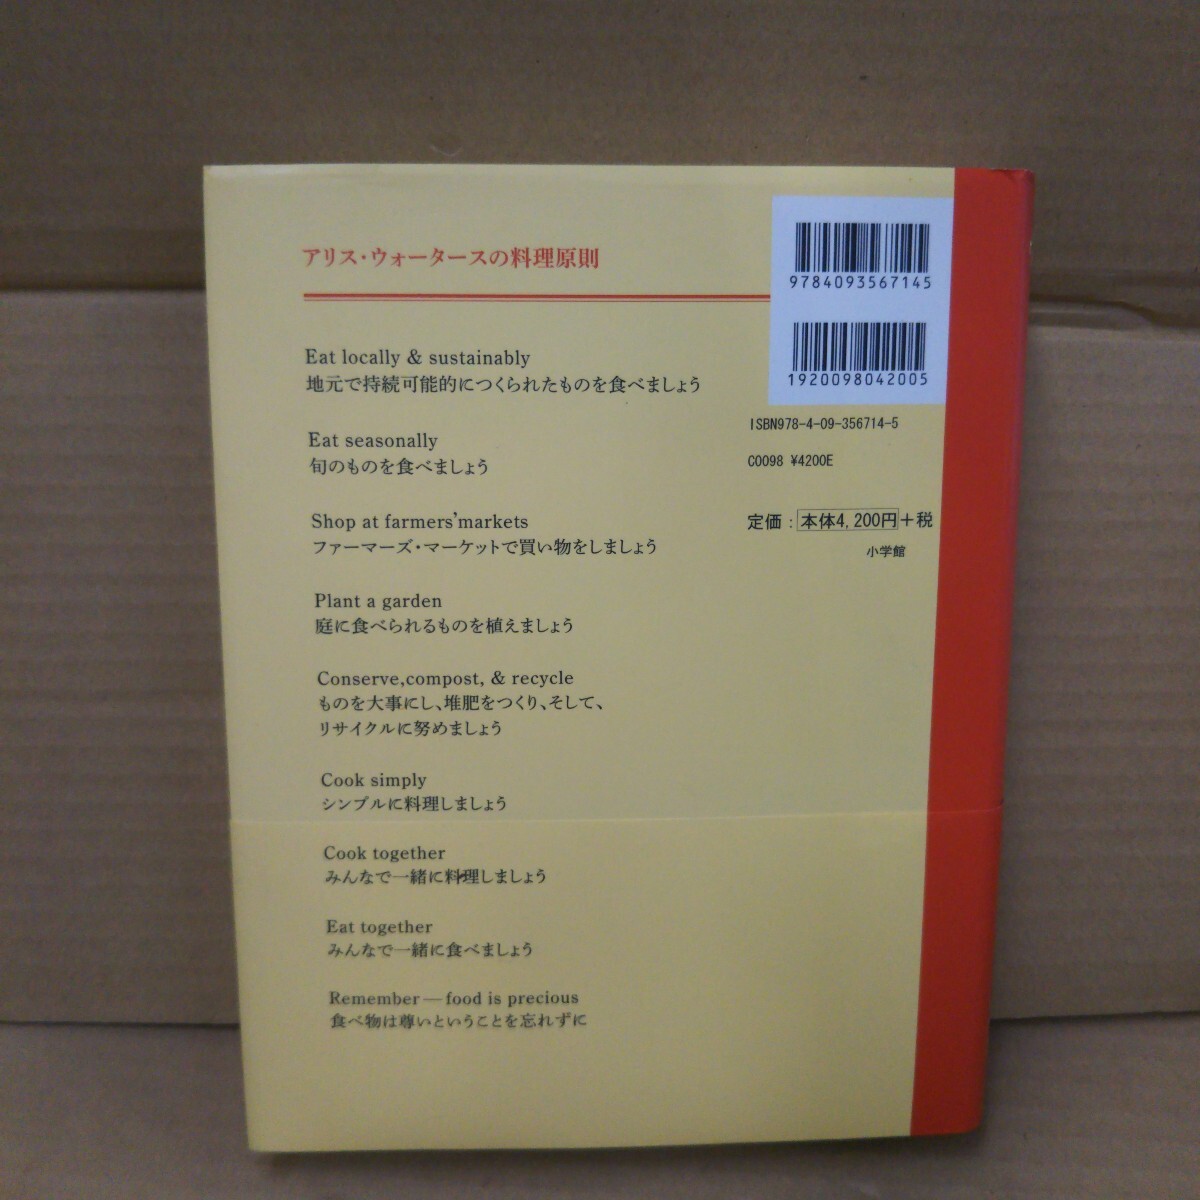 アリス・ウォータースの料理原則
Eat locally & sustainably
地元で持続可能的につくられたものを食べましょう
Eat seasonally
旬のものを食べましょう
Shop at farmers'markets
ファーマーズ・マーケットで買い物をしましょう
Plant a garden
庭に食べられるものを植えましょう
Conserve,compost, & recycle
ものを大事にし、堆肥をつくり、そして、
リサイクルに努めましょう
Cook simply
シンプルに料理しましょう
Cook together
みんなで一緒に料理しましょう
Eat together
みんなで一緒に食べましょう
Remember—food is precious
食べ物は尊いということを忘れずに
9784093567145
1920098042005
ISBN978-4-09-356714-5
C0098 ¥4200E
定価：本体4,200円+税
小学館